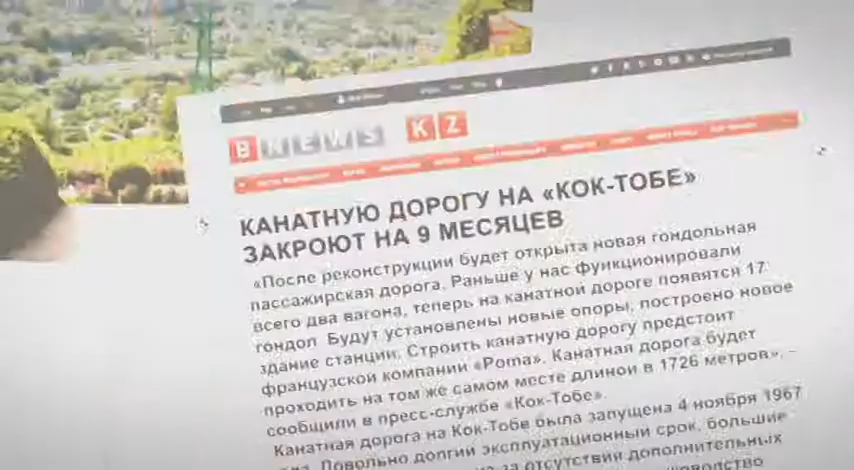 BNEWS KZ
КАНАТНУЮ ДОРОГУ НА «КОК-ТОБЕ»
ЗАКРОЮТ НА 9 МЕСЯЦЕВ
«После реконструкции будет открыта новая гондольная
пассажирская дорога. Раньше у нас функционировали
всего два вагона, теперь на канатной дороге появятся 17
гондол. Будут установлены новые опоры, построено новое
здание станции. Строить канатную дорогу предстоит
французской компании «Poma». Канатная дорога будет
проходить на том же самом месте длиной в 1726 метров», –
сообщили в пресс-службе «Кок-Тобе».
Канатная дорога на Кок-Тобе была запущена 4 ноября 1967
Довольно долгий эксплуатационный срок, большие
за отсутствия дополнительных